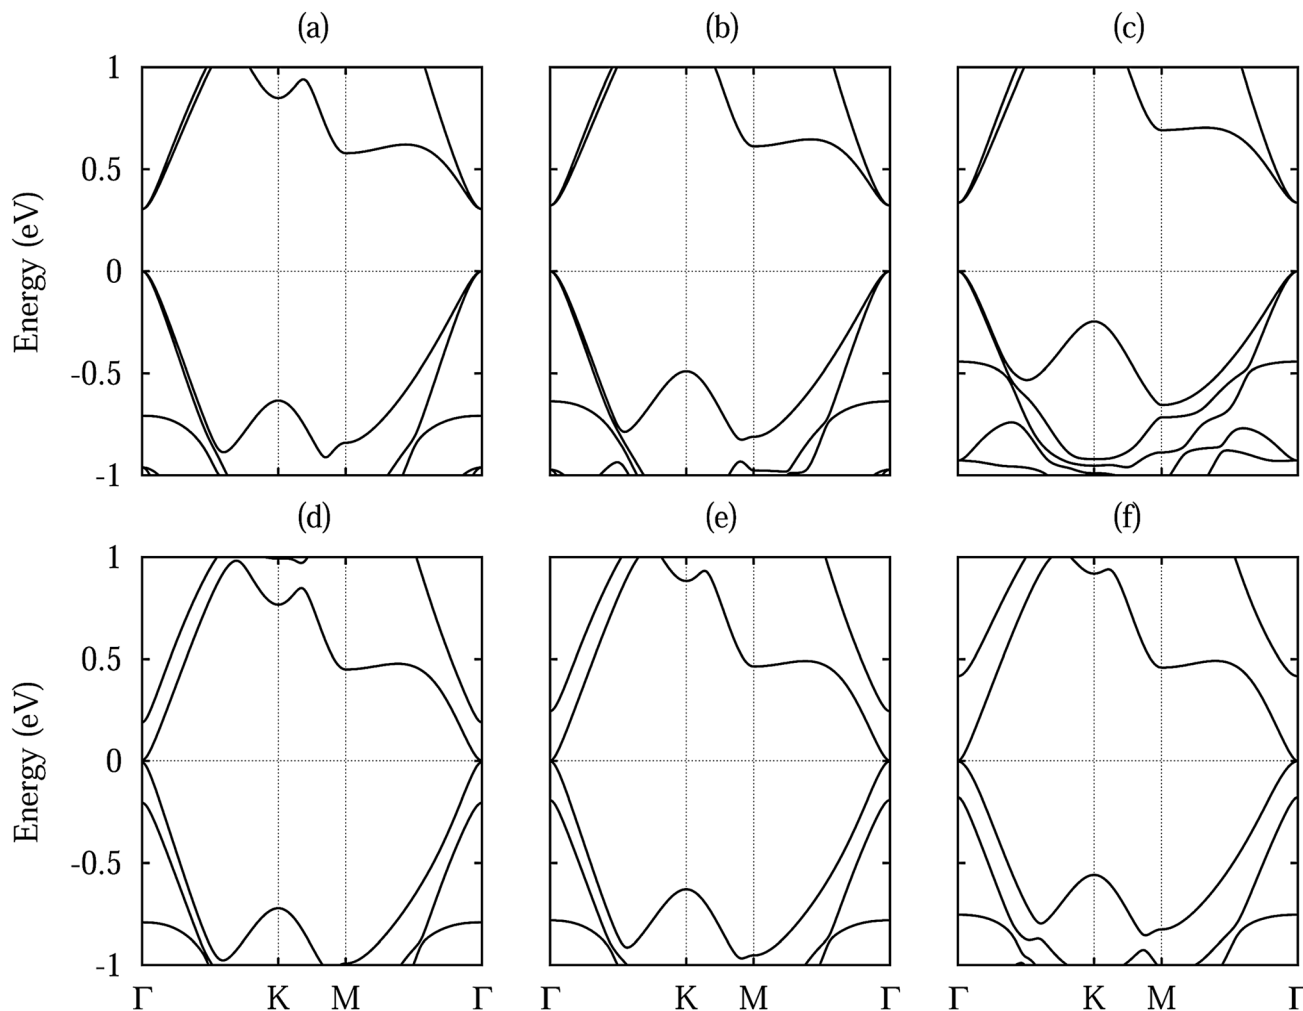 (a) (b) (c)
Energy (eV)
1
0.5
0
-0.5
-1
(d) (e) (f)
Energy (eV)
1
0.5
0
-0.5
-1
Γ K M Γ Γ K M Γ Γ K M Γ